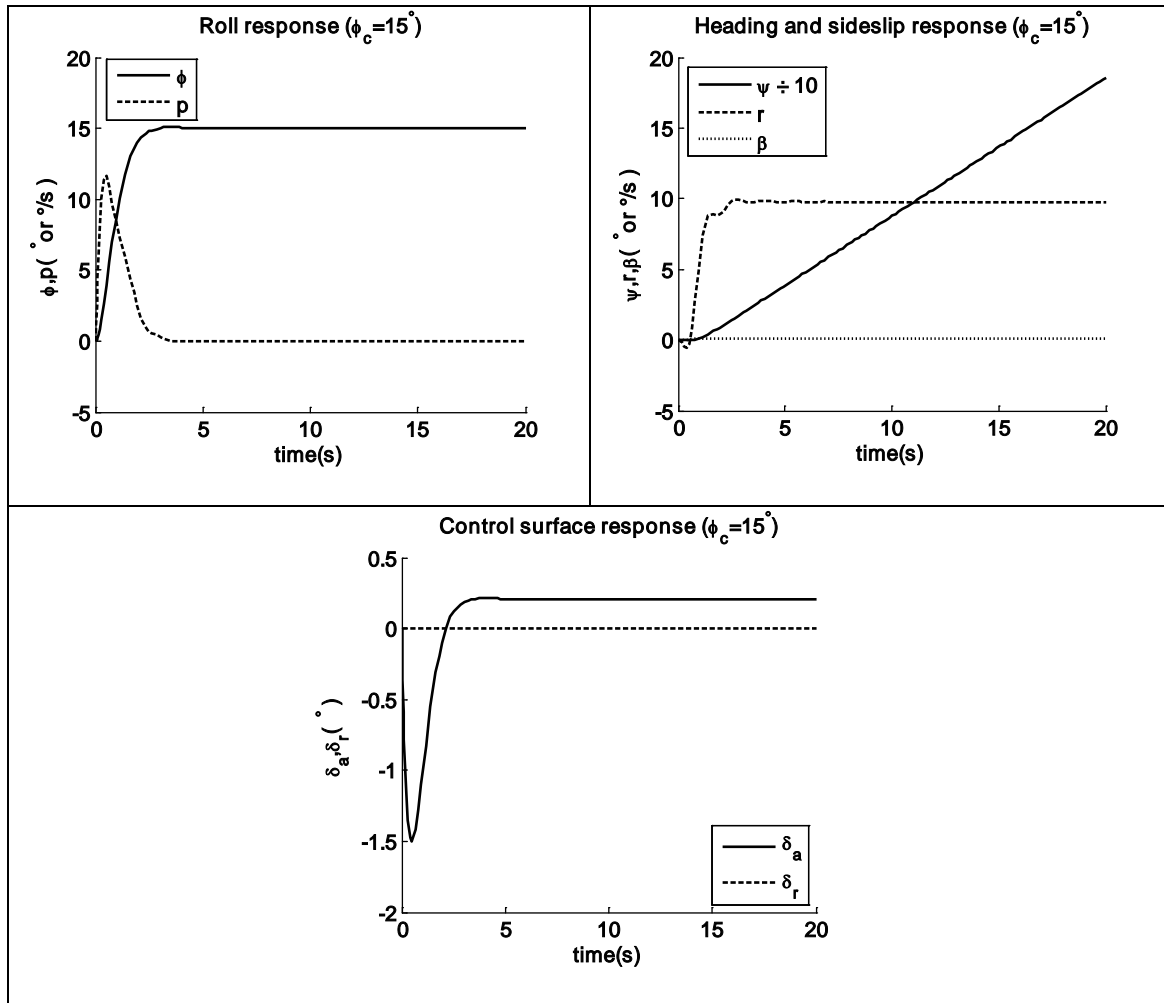 Roll response (ϕc=15°)
20
15
10
5
0
-5
ϕ
p
ϕ,p( ° or °/s)
0
5
10
15
20
time(s)
Heading and sideslip response (ϕc=15°)
20
15
10
5
0
-5
ψ ÷ 10
r
β
ψ,r,β( ° or °/s)
0
5
10
15
20
time(s)
Control surface response (ϕc=15°)
0.5
0
-0.5
-1
-1.5
-2
δa,δr( °)
δa
δr
0
5
10
15
20
time(s)